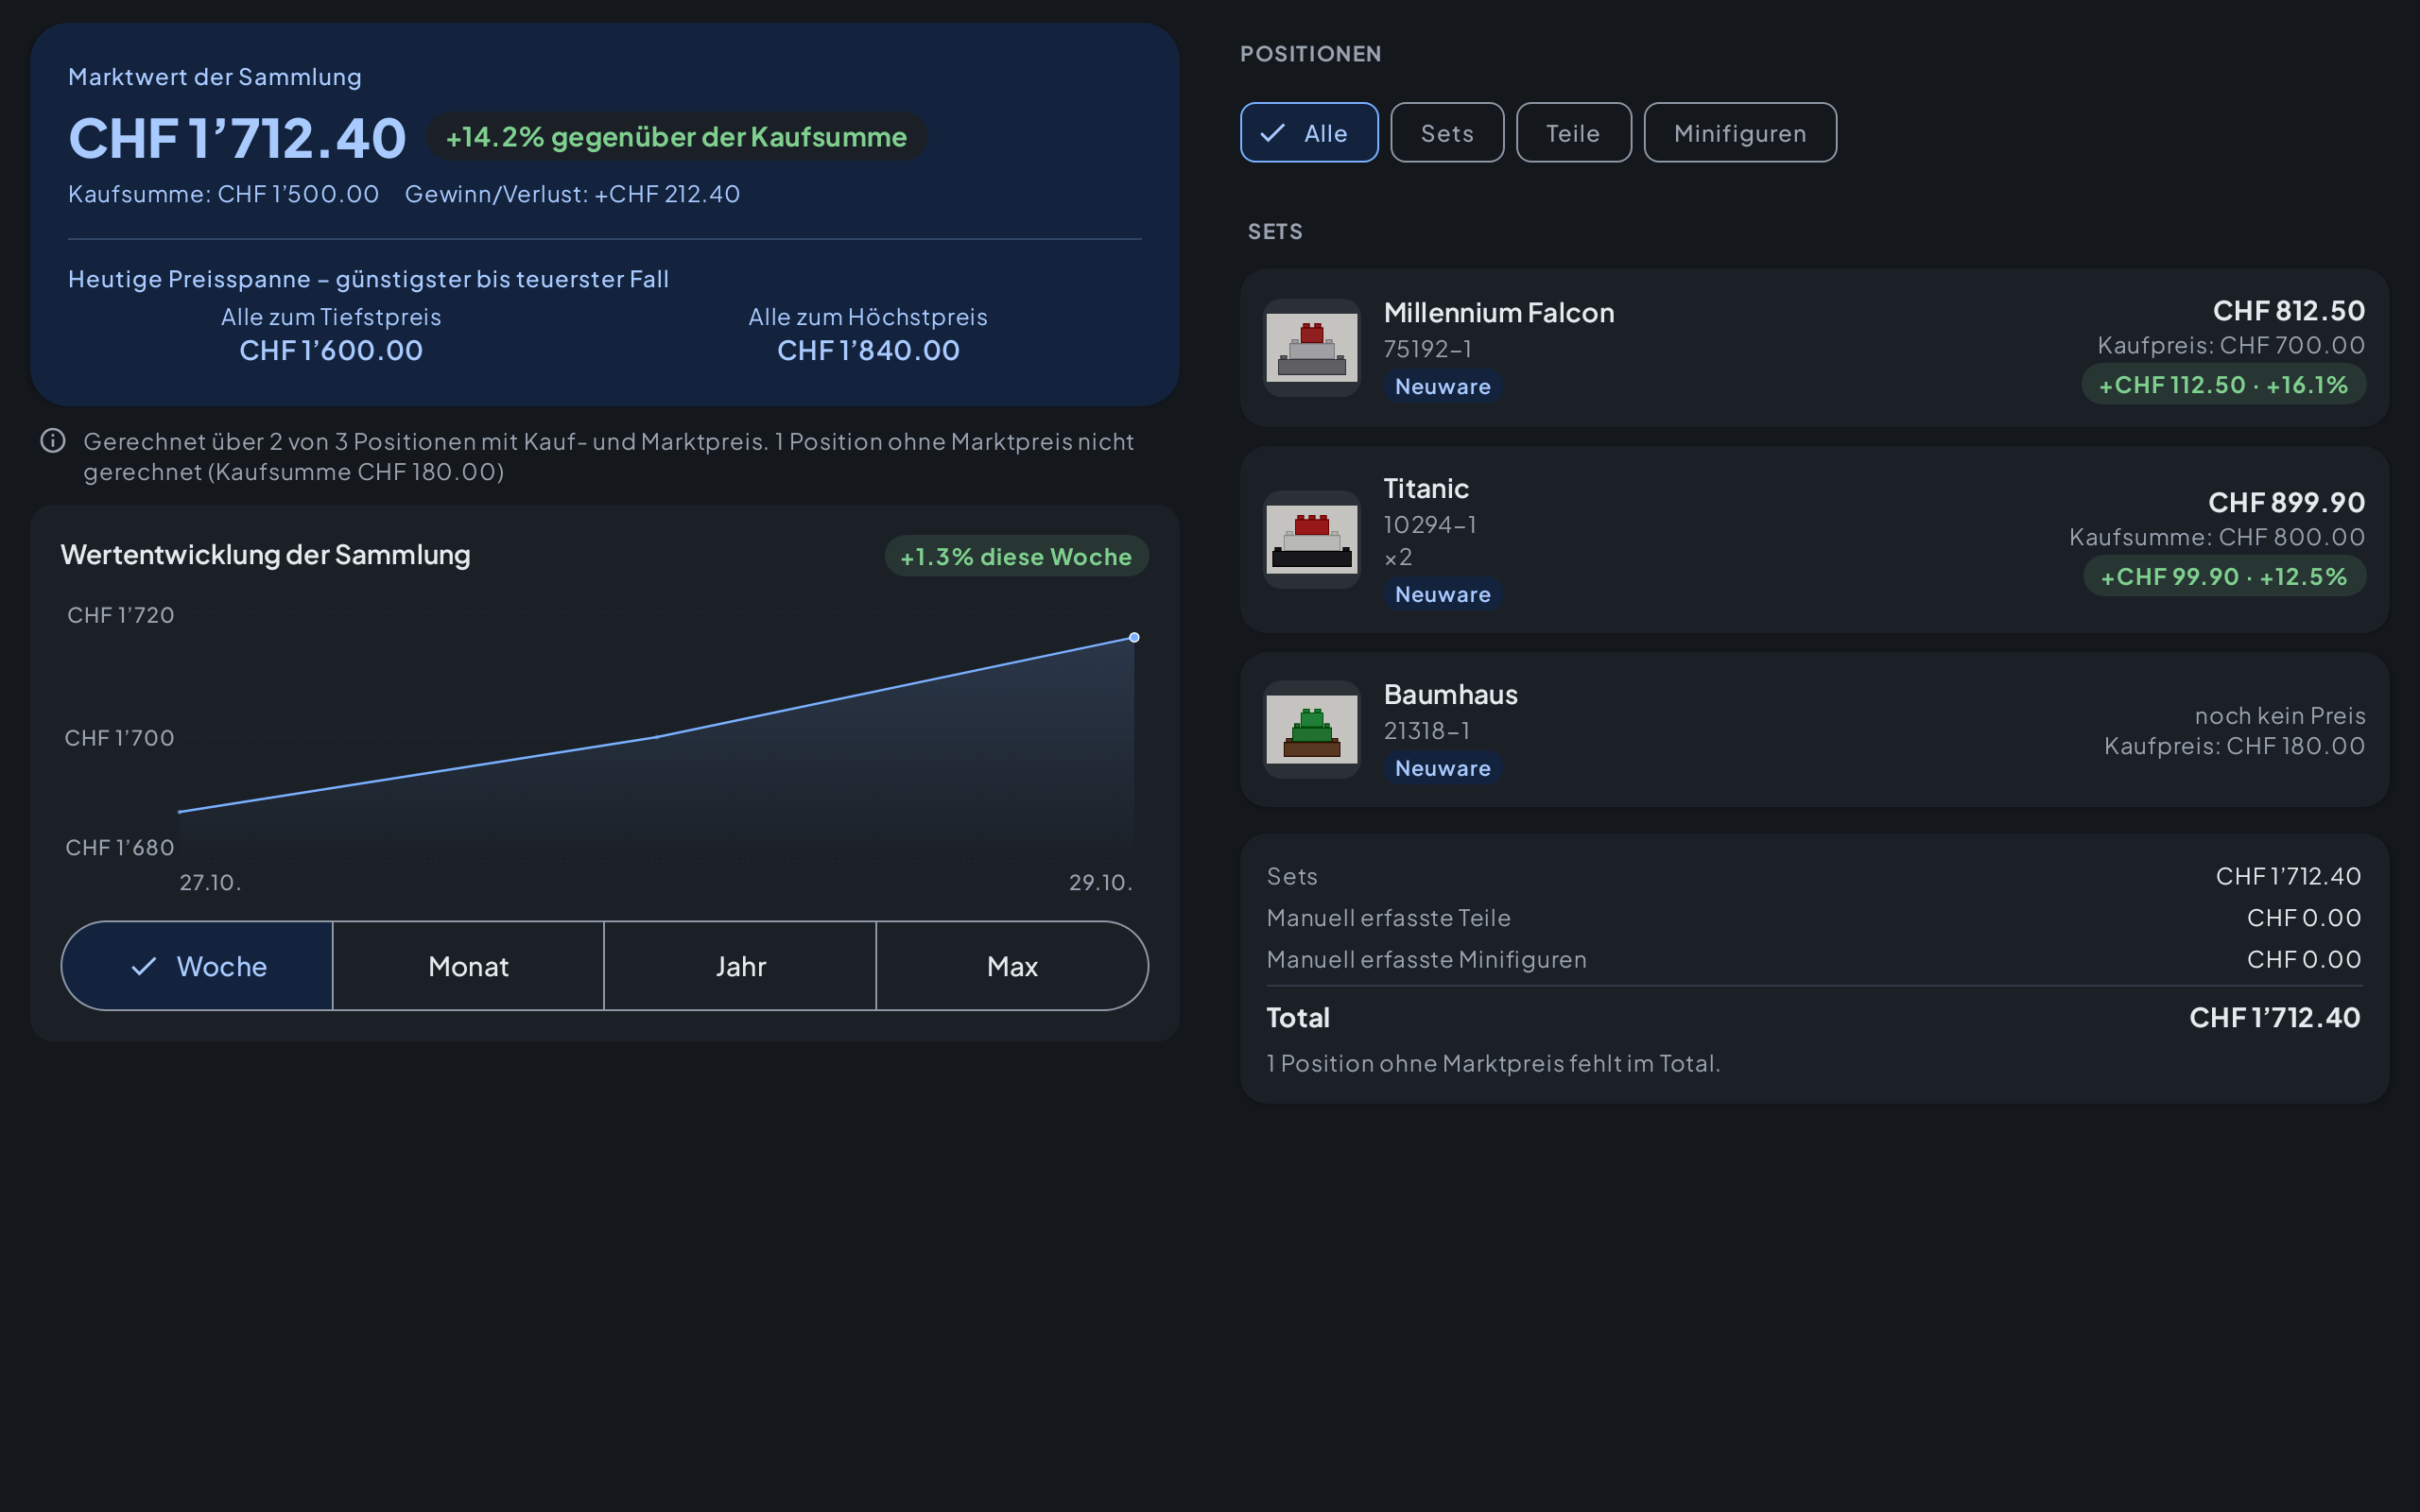 Marktwert der Sammlung
CHF 1’712.40
+14.2% gegenüber der Kaufsumme
Kaufsumme: CHF 1’500.00 Gewinn/Verlust: +CHF 212.40
Heutige Preisspanne – günstigster bis teuerster Fall
Alle zum Tiefstpreis
CHF 1’600.00
Alle zum Höchstpreis
CHF 1’840.00
Gerechnet über 2 von 3 Positionen mit Kauf- und Marktpreis. 1 Position ohne Marktpreis nicht
gerechnet (Kaufsumme CHF 180.00)
Wertentwicklung der Sammlung
+1.3% diese Woche
CHF 1’720
CHF 1’700
CHF 1’680
27.10.
29.10.
Woche
Monat
Jahr
Max
POSITIONEN
Alle
Sets
Teile
Minifiguren
SETS
Millennium Falcon
75192–1
Neuware
CHF 812.50
Kaufpreis: CHF 700.00
+CHF 112.50 · +16.1%
Titanic
10294–1
×2
Neuware
CHF 899.90
Kaufsumme: CHF 800.00
+CHF 99.90 · +12.5%
Baumhaus
21318–1
Neuware
noch kein Preis
Kaufpreis: CHF 180.00
Sets CHF 1’712.40
Manuell erfasste Teile CHF 0.00
Manuell erfasste Minifiguren CHF 0.00
Total CHF 1’712.40
1 Position ohne Marktpreis fehlt im Total.